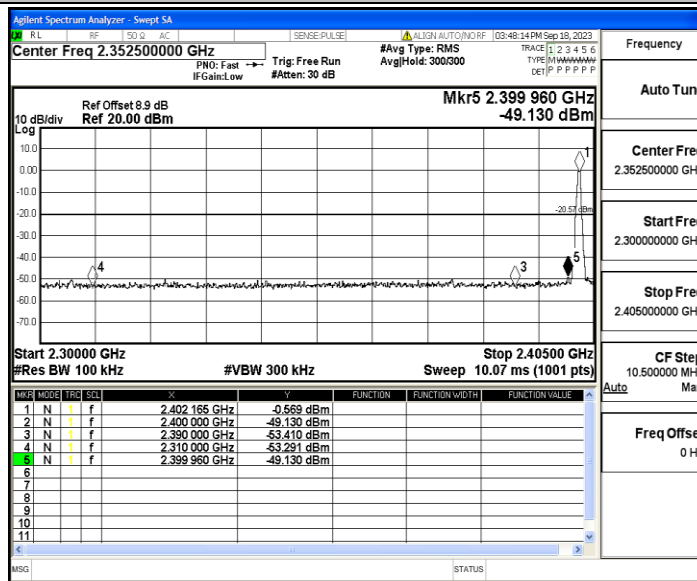 Agilent Spectrum Analyzer - Swept SA
RL RF 50 Ω AC SENSE:PULSE ALIGN AUTO/NO RF 03:48:14 PM Sep 18, 2023
Center Freq 2.352500000 GHz
PNO: Fast
IFGain:Low
Trig: Free Run
#Atten: 30 dB
#Avg Type: RMS
Avg|Hold: 300/300
TRACE 1 2 3 4 5 6
TYPE M
DET P P P P P P
Ref Offset 8.9 dB
Ref 20.00 dBm
10 dB/div
Log
Mkr5 2.399 960 GHz
-49.130 dBm
10.0
0.00
-10.0
-20.0
-30.0
-40.0
-50.0
-60.0
-70.0
1
-20.57 dBm
5
3
4
Start 2.30000 GHz Stop 2.40500 GHz
#Res BW 100 kHz #VBW 300 kHz Sweep 10.07 ms (1001 pts)
MKR MODE TRC SCL X Y FUNCTION FUNCTION WIDTH FUNCTION VALUE
1 N 1 f 2.402 165 GHz -0.569 dBm
2 N 1 f 2.400 000 GHz -49.130 dBm
3 N 1 f 2.390 000 GHz -53.410 dBm
4 N 1 f 2.310 000 GHz -53.291 dBm
5 N 1 f 2.399 960 GHz -49.130 dBm
6
7
8
9
10
11
MSG STATUS
Frequency
Auto Tun
Center Fre
2.352500000 GH
Start Fre
2.300000000 GH
Stop Fre
2.405000000 GH
CF Ste
10.500000 MH
Auto Ma
Freq Offse
0 H